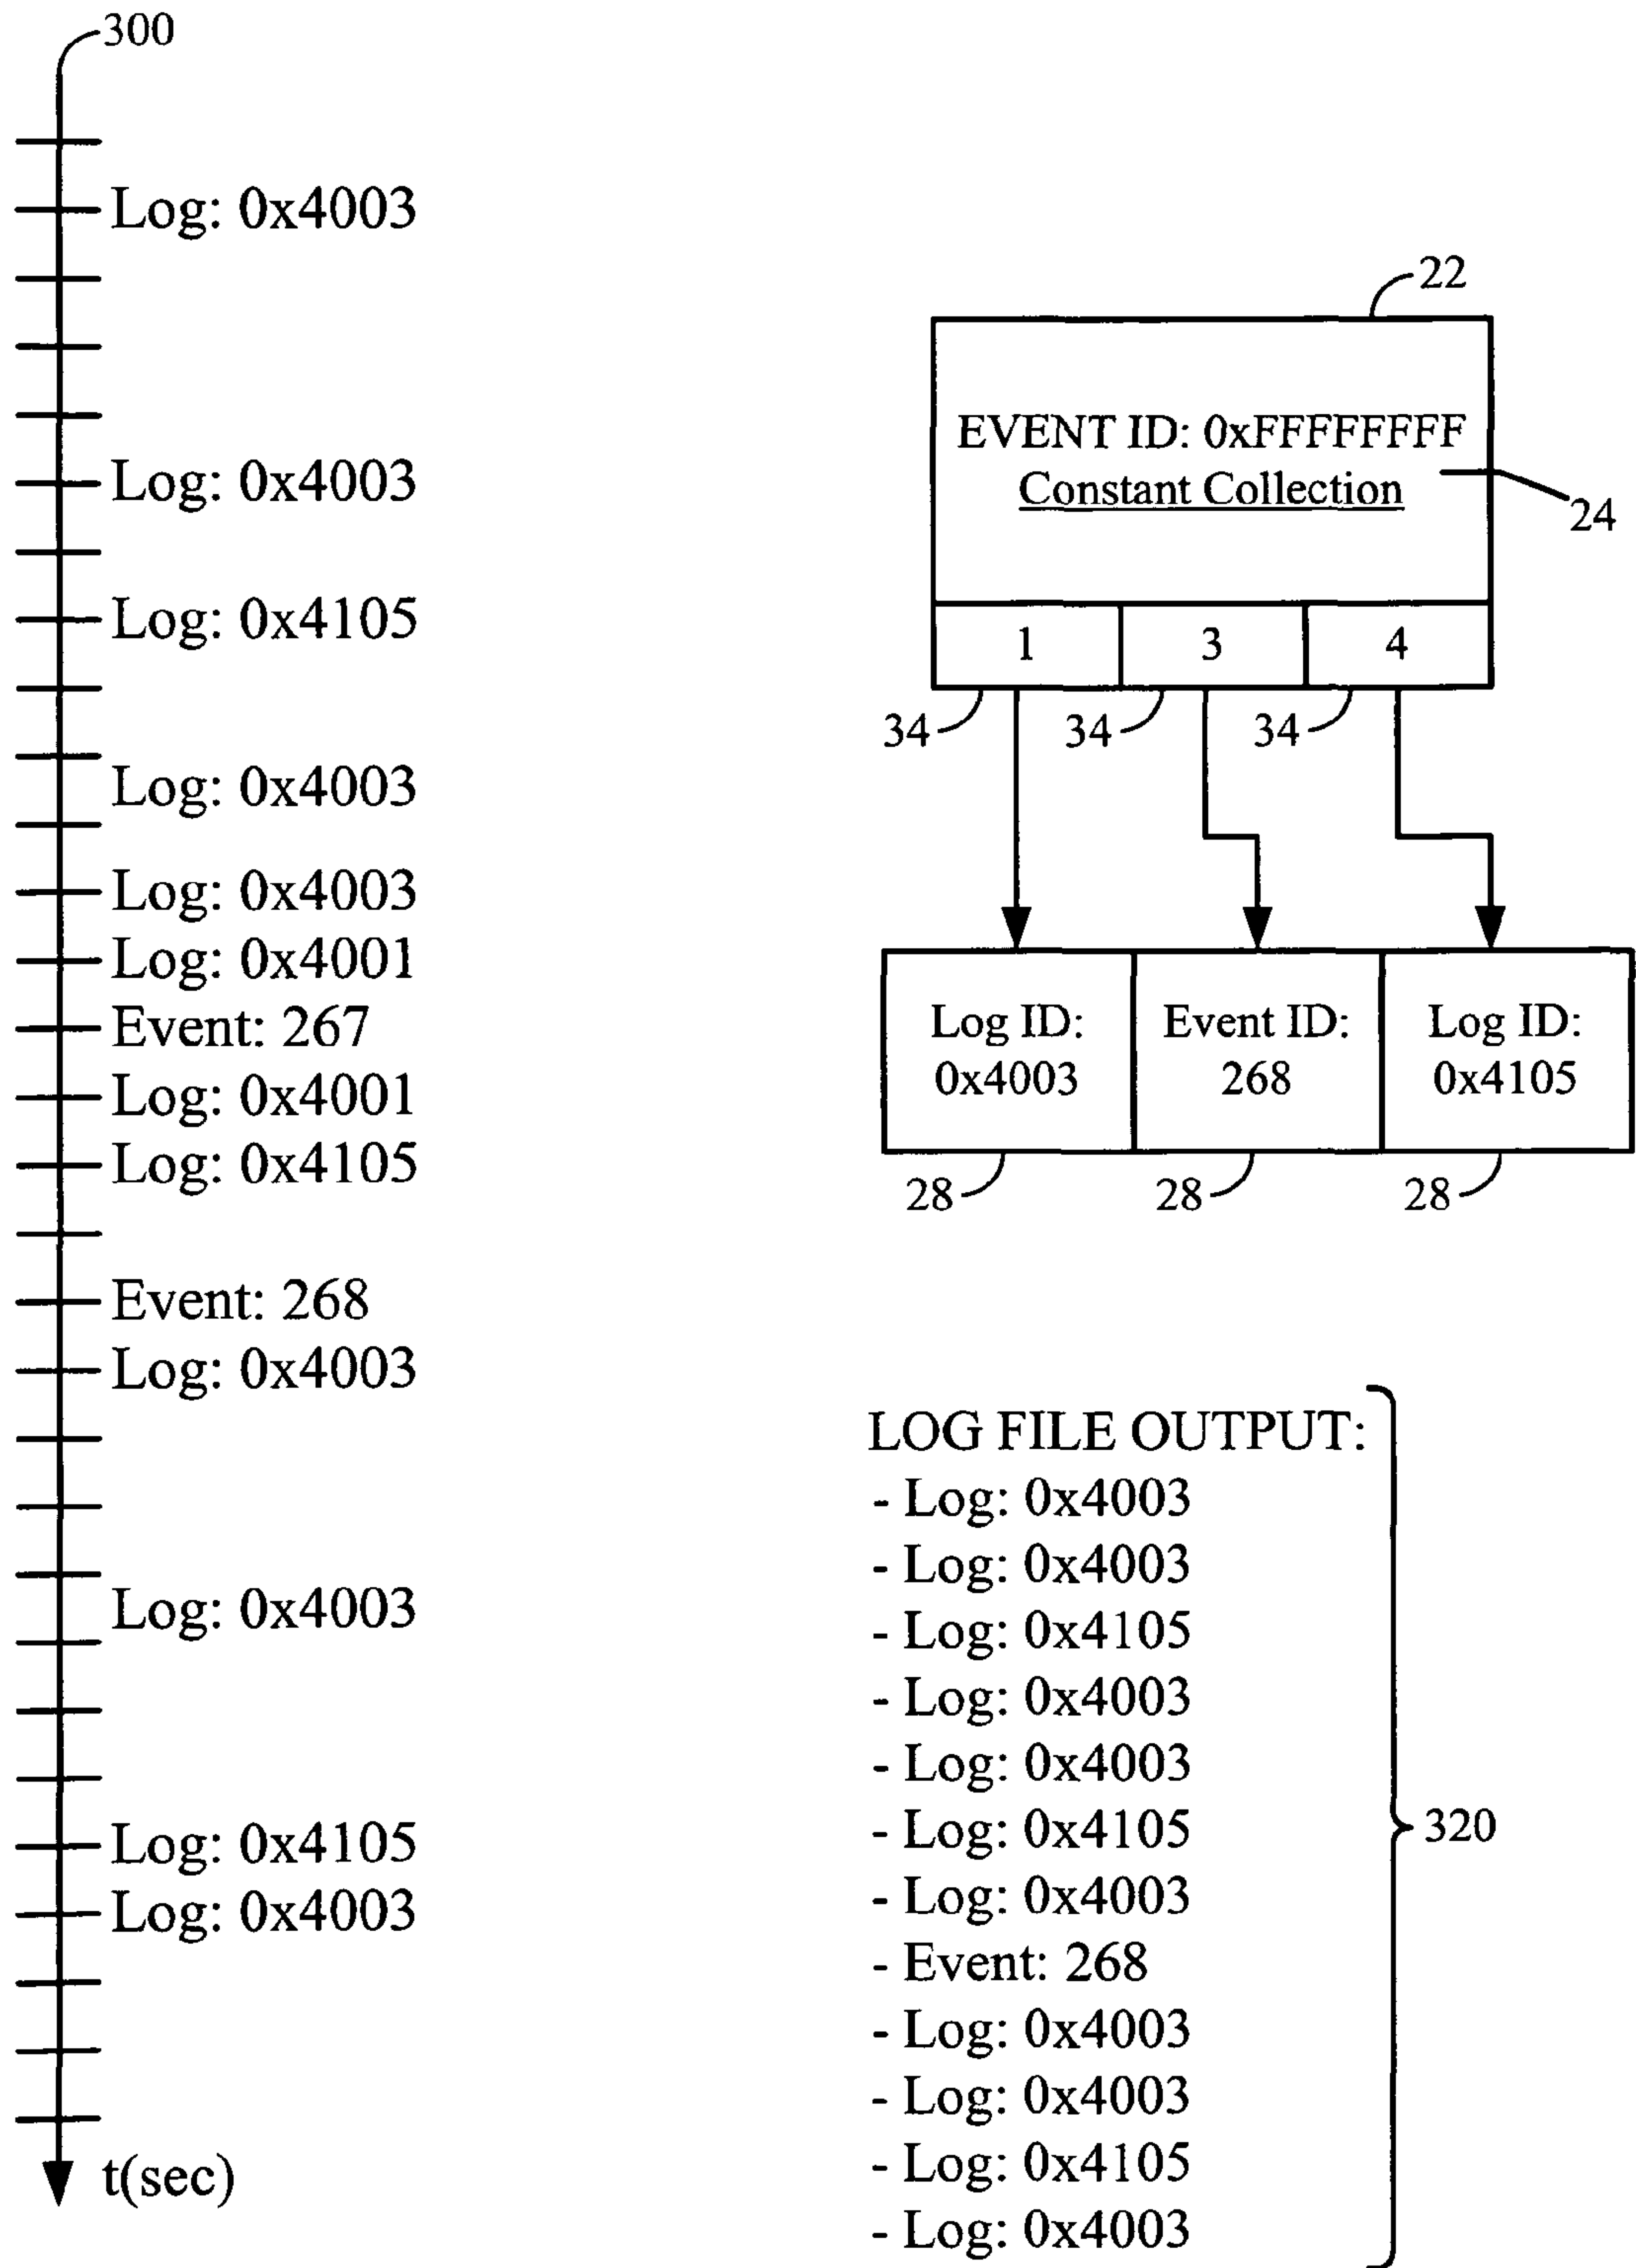 300
Log: 0x4003
Log: 0x4003
Log: 0x4105
Log: 0x4003
Log: 0x4003
Log: 0x4001
Event: 267
Log: 0x4001
Log: 0x4105
Event: 268
Log: 0x4003
Log: 0x4003
Log: 0x4105
Log: 0x4003
t(sec)
22
EVENT ID: 0xFFFFFFFF
Constant Collection
24
1 3 4
34 34 34
Log ID: Event ID: Log ID:
0x4003 268 0x4105
28 28 28
LOG FILE OUTPUT:
- Log: 0x4003
- Log: 0x4003
- Log: 0x4105
- Log: 0x4003
- Log: 0x4003
- Log: 0x4105
- Log: 0x4003
- Event: 268
- Log: 0x4003
- Log: 0x4003
- Log: 0x4105
- Log: 0x4003
320